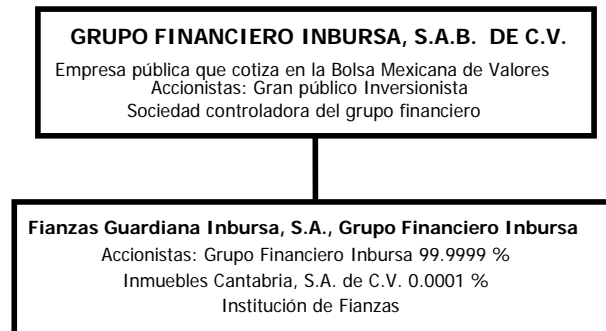 GRUPO FINANCIERO INBURSA, S.A.B. DE C.V.
Empresa pública que cotiza en la Bolsa Mexicana de Valores
Accionistas: Gran público Inversionista
Sociedad controladora del grupo financiero
Fianzas Guardiana Inbursa, S.A., Grupo Financiero Inbursa
Accionistas: Grupo Financiero Inbursa 99.9999 %
Inmuebles Cantabria, S.A. de C.V. 0.0001 %
Institución de Fianzas